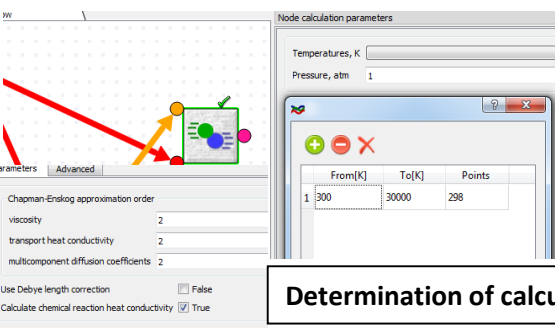 ow
Node calculation parameters
Temperatures, K
Pressure, atm 1
From[K] To[K] Points
1 300 30000 298
arameters Advanced
Chapman-Enskog approximation order
viscosity 2
transport heat conductivity 2
multicomponent diffusion coefficients 2
Use Debye length correction False
Calculate chemical reaction heat conductivity True
Determination of calcu